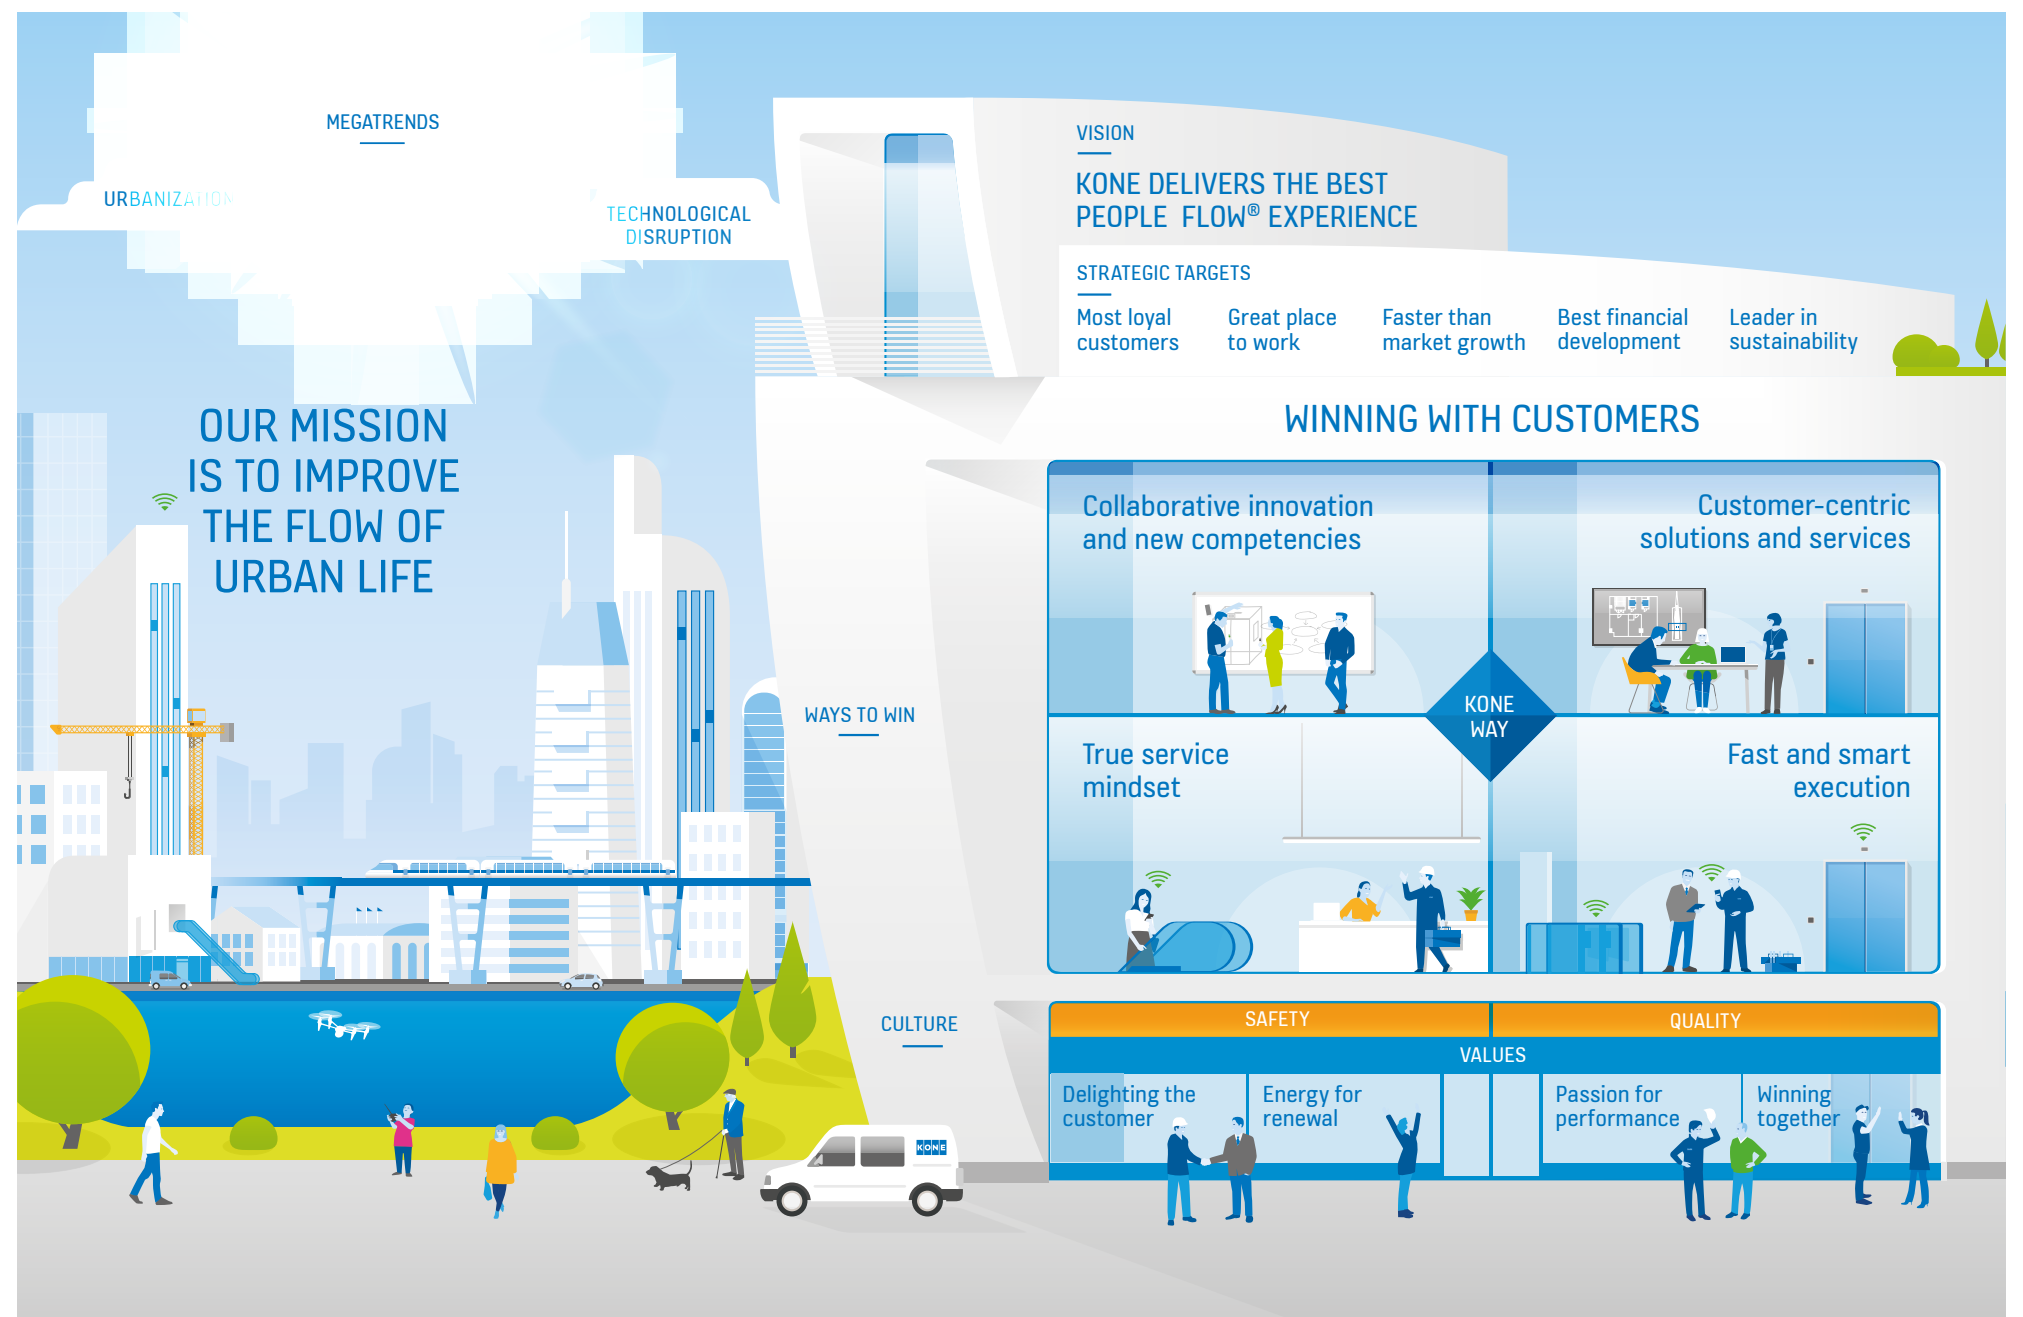 MEGATRENDS
URBANIZATION
TECHNOLOGICAL
DISRUPTION
OUR MISSION
IS TO IMPROVE
THE FLOW OF
URBAN LIFE
VISION
KONE DELIVERS THE BEST
PEOPLE FLOW® EXPERIENCE
STRATEGIC TARGETS
Most loyal
customers
Great place
to work
Faster than
market growth
Best financial
development
Leader in
sustainability
WINNING WITH CUSTOMERS
WAYS TO WIN
Collaborative innovation
and new competencies
Customer-centric
solutions and services
KONE
WAY
True service
mindset
Fast and smart
execution
CULTURE
SAFETY
QUALITY
VALUES
Delighting the
customer
Energy for
renewal
Passion for
performance
Winning
together
KONE